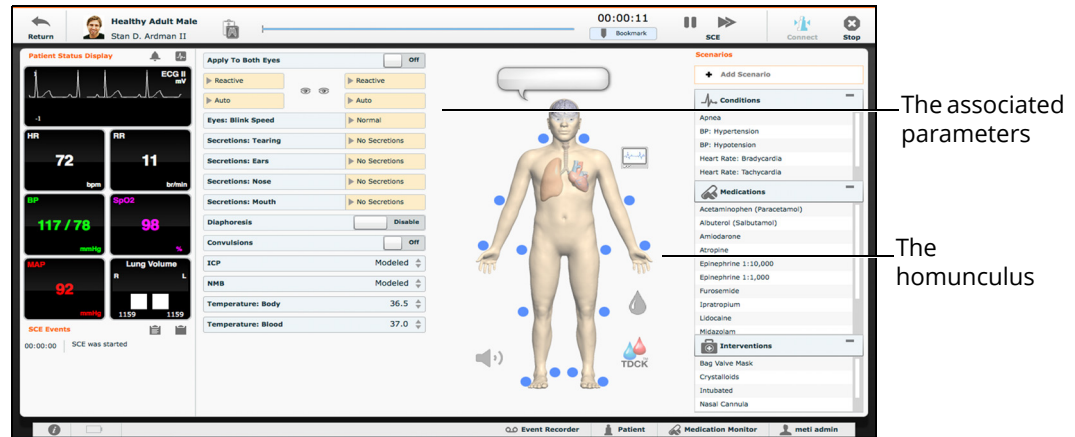 Return
Healthy Adult Male
Stan D. Ardman II
00:00:11
Bookmark
SCE
Connect
Stop
Patient Status Display
1
ECG II
mV
-1
HR
72
bpm
RR
11
br/min
BP
117 / 78
mmHg
SpO2
98
%
MAP
92
mmHg
Lung Volume
R L
1159 1159
SCE Events
00:00:00 SCE was started
Apply To Both Eyes Off
Reactive Reactive
Auto Auto
Eyes: Blink Speed Normal
Secretions: Tearing No Secretions
Secretions: Ears No Secretions
Secretions: Nose No Secretions
Secretions: Mouth No Secretions
Diaphoresis Disable
Convulsions Off
ICP Modeled
NMB Modeled
Temperature: Body 36.5
Temperature: Blood 37.0
TDCK
Scenarios
+ Add Scenario
Conditions
Apnea
BP: Hypertension
BP: Hypotension
Heart Rate: Bradycardia
Heart Rate: Tachycardia
Medications
Acetaminophen (Paracetamol)
Albuterol (Salbutamol)
Amiodarone
Atropine
Epinephrine 1:10,000
Epinephrine 1:1,000
Furosemide
Ipratropium
Lidocaine
Midazolam
Interventions
Bag Valve Mask
Crystalloids
Intubated
Nasal Cannula
Event Recorder
Patient
Medication Monitor
meti admin
The associated
parameters
The
homunculus